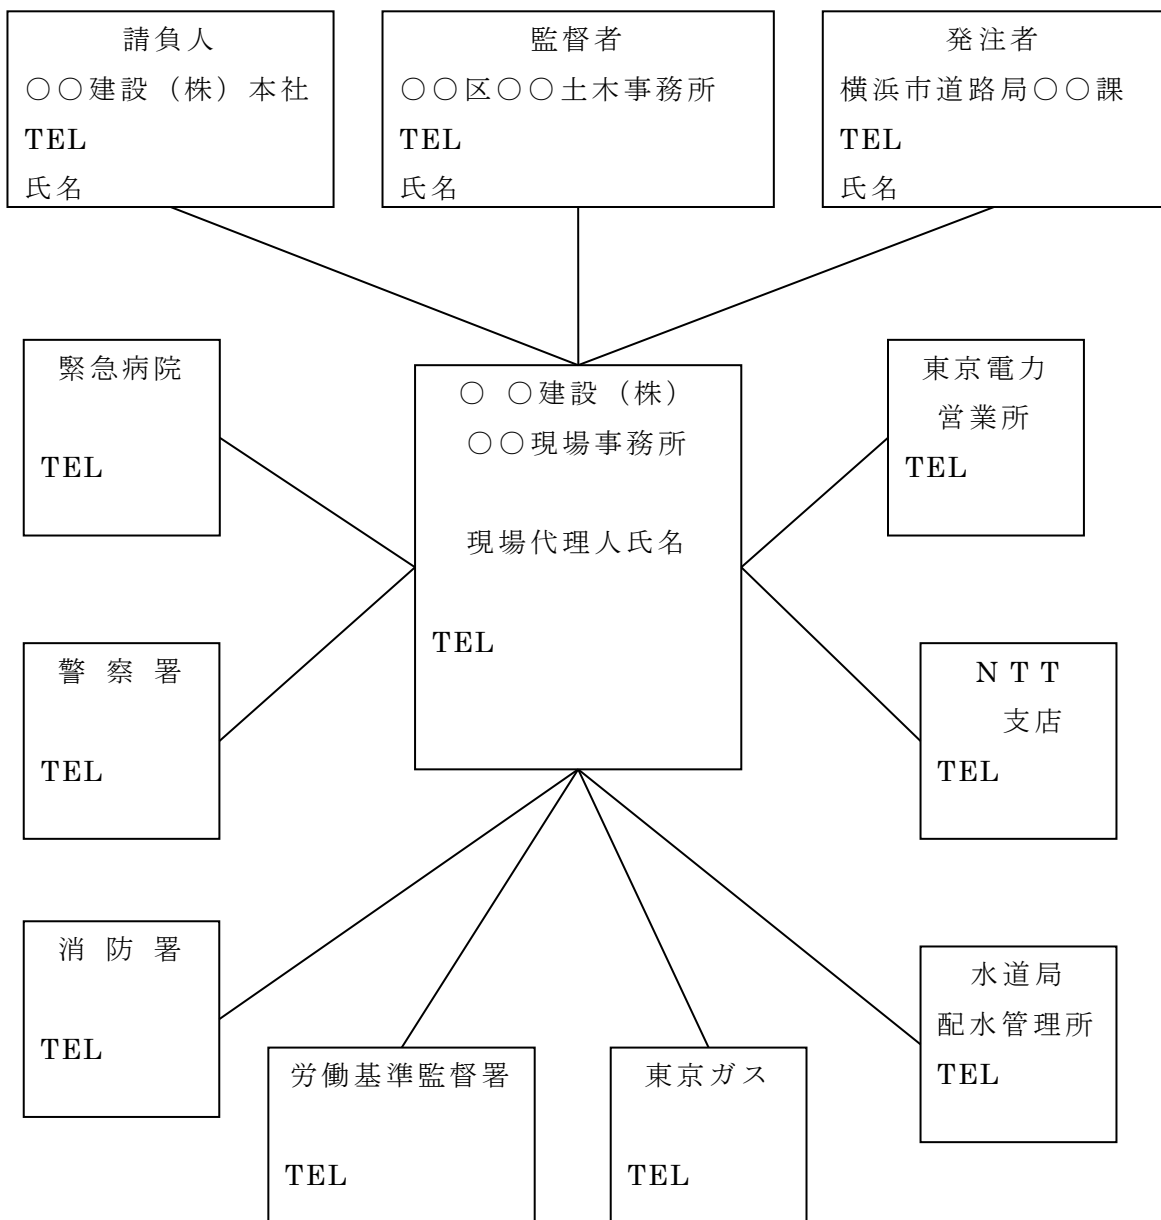 請負人
○○建設（株）本社
TEL
氏名
監督者
○○区○○土木事務所
TEL
氏名
発注者
横浜市道路局○○課
TEL
氏名
緊急病院
TEL
○ ○建設（株）
○○現場事務所
現場代理人氏名
TEL
東京電力
営業所
TEL
警 察 署
TEL
ＮＴＴ
支店
TEL
消 防 署
TEL
労働基準監督署
TEL
東京ガス
TEL
水道局
配水管理所
TEL